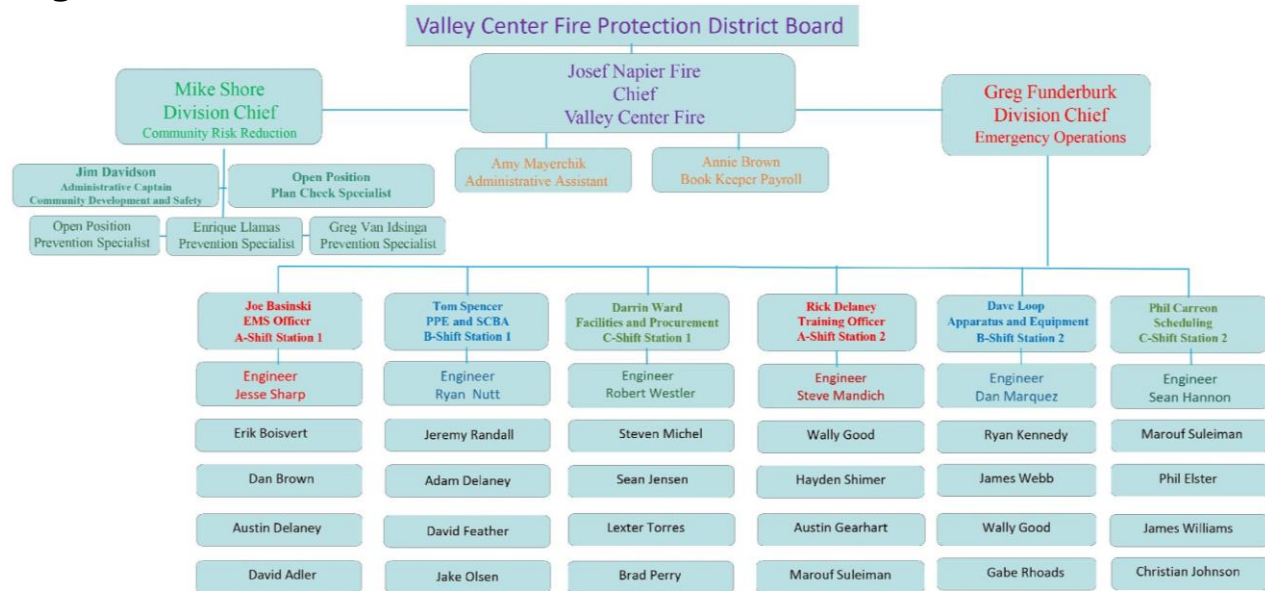 Valley Center Fire Protection District Board
Josef Napier Fire
Chief
Valley Center Fire
Mike Shore
Division Chief
Community Risk Reduction
Greg Funderburk
Division Chief
Emergency Operations
Amy Mayerchik
Administrative Assistant
Annie Brown
Book Keeper Payroll
Jim Davidson
Administrative Captain
Community Development and Safety
Open Position
Plan Check Specialist
Open Position
Prevention Specialist
Enrique Llamas
Prevention Specialist
Greg Van Idsinga
Prevention Specialist
Joe Basinski
EMS Officer
A-Shift Station 1
Tom Spencer
PPE and SCBA
B-Shift Station 1
Darrin Ward
Facilities and Procurement
C-Shift Station 1
Rick Delaney
Training Officer
A-Shift Station 2
Dave Loop
Apparatus and Equipment
B-Shift Station 2
Phil Carreon
Scheduling
C-Shift Station 2
Engineer
Jesse Sharp
Engineer
Ryan Nutt
Engineer
Robert Westler
Engineer
Steve Mandich
Engineer
Dan Marquez
Engineer
Sean Hannon
Erik Boisvert
Jeremy Randall
Steven Michel
Wally Good
Ryan Kennedy
Marouf Suleiman
Dan Brown
Adam Delaney
Sean Jensen
Hayden Shimer
James Webb
Phil Elster
Austin Delaney
David Feather
Lexter Torres
Austin Gearhart
Wally Good
James Williams
David Adler
Jake Olsen
Brad Perry
Marouf Suleiman
Gabe Rhoads
Christian Johnson